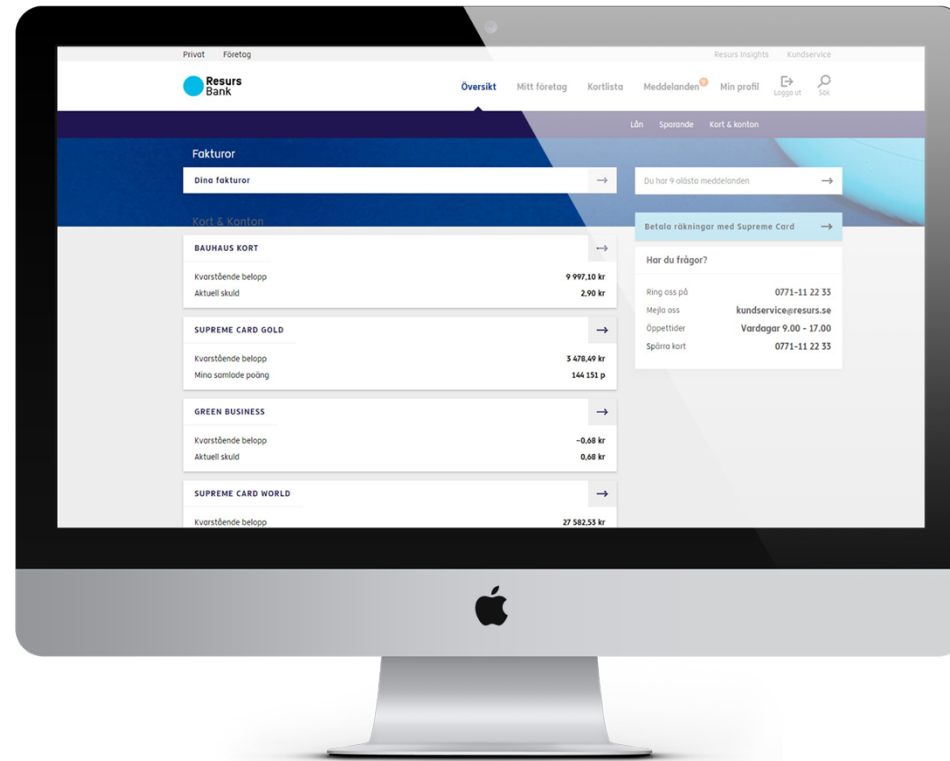 Privat Företag Resurs Insights Kundservice
Resurs Bank
Översikt Mitt företag Kortlista Meddelanden Min profil Logga ut Sök
Lån Sparande Kort & konton
Fakturor
Dina fakturor →
Du har 9 olästa meddelanden →
Kort & Konton
Betala räkningar med Supreme Card →
BAUHAUS KORT →
Kvarstående belopp 9 997,10 kr
Aktuell skuld 2,90 kr
Har du frågor?
Ring oss på 0771-11 22 33
Mejla oss kundservice@resurs.se
Öppettider Vardagar 9.00 - 17.00
Spärra kort 0771-11 22 33
SUPREME CARD GOLD →
Kvarstående belopp 3 478,49 kr
Mina samlade poäng 144 151 p
GREEN BUSINESS →
Kvarstående belopp -0,68 kr
Aktuell skuld 0,68 kr
SUPREME CARD WORLD →
Kvarstående belopp 27 582,53 kr